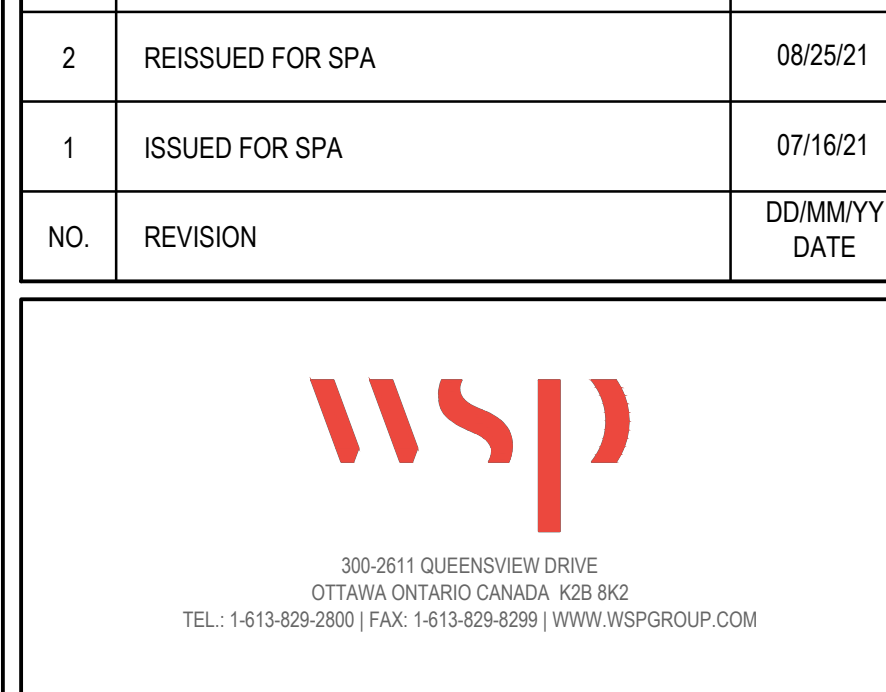 2 REISSUED FOR SPA 08/25/21
1 ISSUED FOR SPA 07/16/21
NO. REVISION DD/MM/YY
DATE
wsp
300-2611 QUEENSVIEW DRIVE
OTTAWA ONTARIO CANADA K2B 8K2
TEL.: 1-613-829-2800 | FAX: 1-613-829-8299 | WWW.WSPGROUP.COM